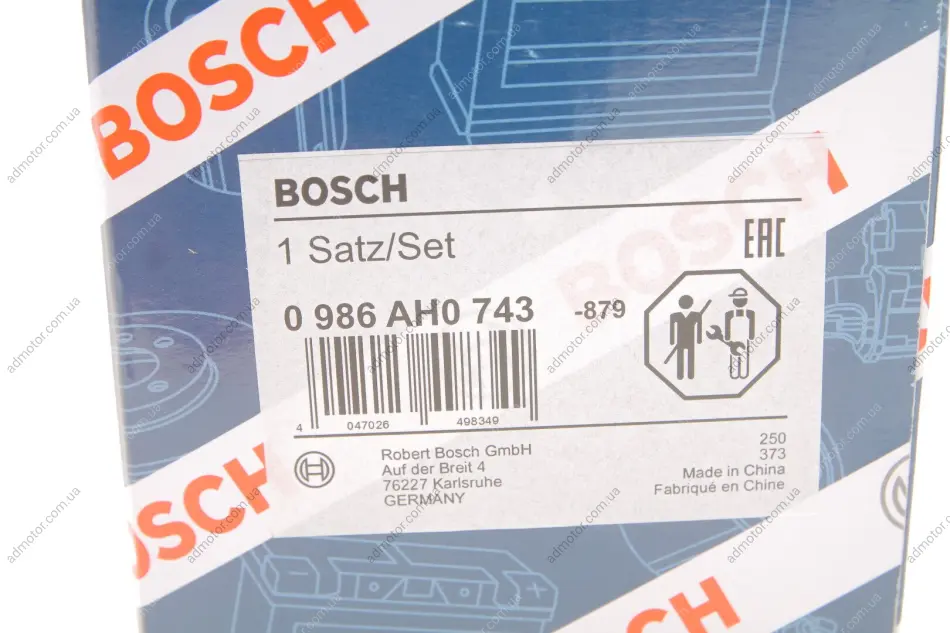 BOSCH
BOSCH
1 Satz/Set
EAC
BOSCH
0 986 AH0 743 -879
4 047026 498349
Robert Bosch GmbH
Auf der Breit 4
76227 Karlsruhe
GERMANY
250
373
Made in China
Fabriqué en Chine
BOSCH
BOSCH
admotor.com.ua